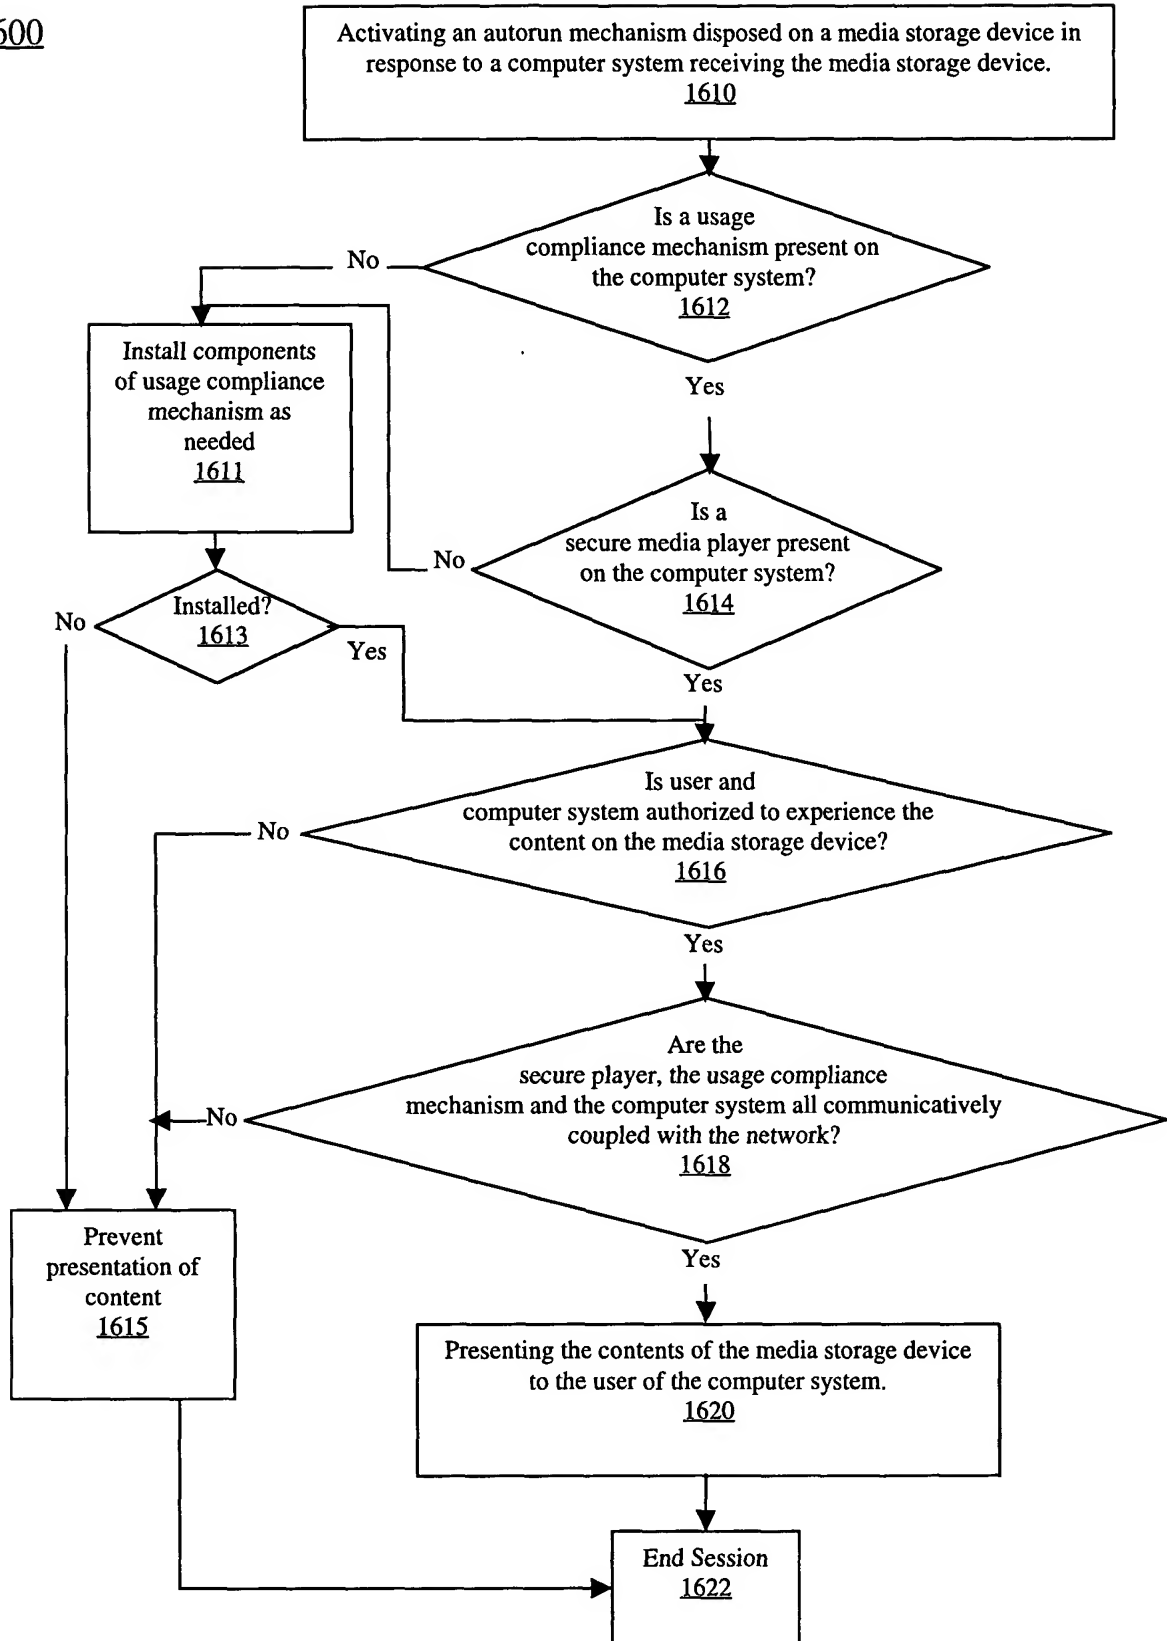 600
Activating an autorun mechanism disposed on a media storage device in
response to a computer system receiving the media storage device.
1610
Is a usage
compliance mechanism present on
the computer system?
1612
No
Yes
Install components
of usage compliance
mechanism as
needed
1611
Is a
secure media player present
on the computer system?
1614
No
Yes
Installed?
1613
No
Yes
Is user and
computer system authorized to experience the
content on the media storage device?
1616
No
Yes
Are the
secure player, the usage compliance
mechanism and the computer system all communicatively
coupled with the network?
1618
No
Yes
Prevent
presentation of
content
1615
Presenting the contents of the media storage device
to the user of the computer system.
1620
End Session
1622